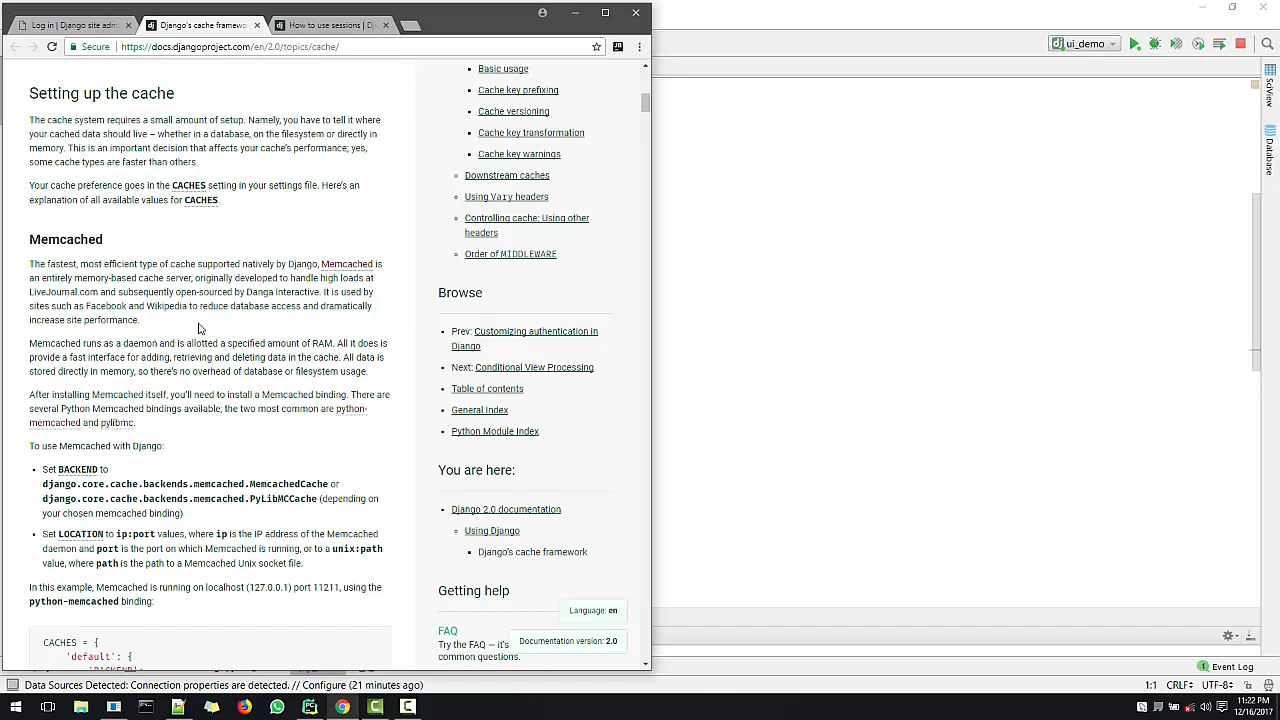 Log in | Django site adm
Django's cache framewo
How to use sessions | D
Secure
https://docs.djangoproject.com/en/2.0/topics/cache/
ui_demo
Setting up the cache
The cache system requires a small amount of setup. Namely, you have to tell it where
your cached data should live – whether in a database, on the filesystem or directly in
memory. This is an important decision that affects your cache's performance; yes,
some cache types are faster than others.
Your cache preference goes in the CACHES setting in your settings file. Here's an
explanation of all available values for CACHES.
Memcached
The fastest, most efficient type of cache supported natively by Django, Memcached is
an entirely memory-based cache server, originally developed to handle high loads at
LiveJournal.com and subsequently open-sourced by Danga Interactive. It is used by
sites such as Facebook and Wikipedia to reduce database access and dramatically
increase site performance.
Memcached runs as a daemon and is allotted a specified amount of RAM. All it does is
provide a fast interface for adding, retrieving and deleting data in the cache. All data is
stored directly in memory, so there's no overhead of database or filesystem usage.
After installing Memcached itself, you'll need to install a Memcached binding. There are
several Python Memcached bindings available; the two most common are python-
memcached and pylibmc.
To use Memcached with Django:
Set BACKEND to
django.core.cache.backends.memcached.MemcachedCache or
django.core.cache.backends.memcached.PyLibMCCache (depending on
your chosen memcached binding)
Set LOCATION to ip:port values, where ip is the IP address of the Memcached
daemon and port is the port on which Memcached is running, or to a unix:path
value, where path is the path to a Memcached Unix socket file.
In this example, Memcached is running on localhost (127.0.0.1) port 11211, using the
python-memcached binding:
CACHES = {
'default': {
Basic usage
Cache key prefixing
Cache versioning
Cache key transformation
Cache key warnings
Downstream caches
Using Vary headers
Controlling cache: Using other
headers
Order of MIDDLEWARE
Browse
Prev: Customizing authentication in
Django
Next: Conditional View Processing
Table of contents
General Index
Python Module Index
You are here:
Django 2.0 documentation
Using Django
Django's cache framework
Getting help
Language: en
FAQ
Try the FAQ — it's
common questions.
Documentation version: 2.0
SciView
Database
1 Event Log
Data Sources Detected: Connection properties are detected. // Configure (21 minutes ago)
1:1 CRLF UTF-8
11:22 PM
12/16/2017